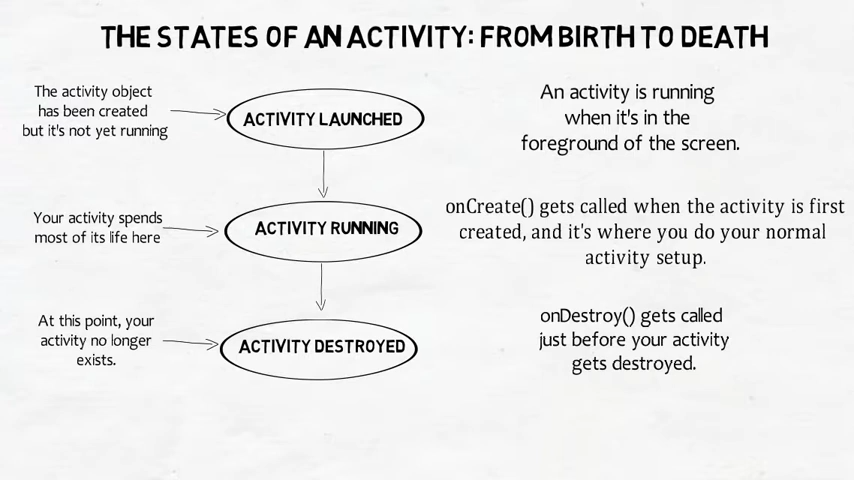 THE STATES OF AN ACTIVITY: FROM BIRTH TO DEATH
The activity object
has been created
but it's not yet running
ACTIVITY LAUNCHED
An activity is running
when it's in the
foreground of the screen.
Your activity spends
most of its life here
ACTIVITY RUNNING
onCreate() gets called when the activity is first
created, and it's where you do your normal
activity setup.
At this point, your
activity no longer
exists.
ACTIVITY DESTROYED
onDestroy() gets called
just before your activity
gets destroyed.